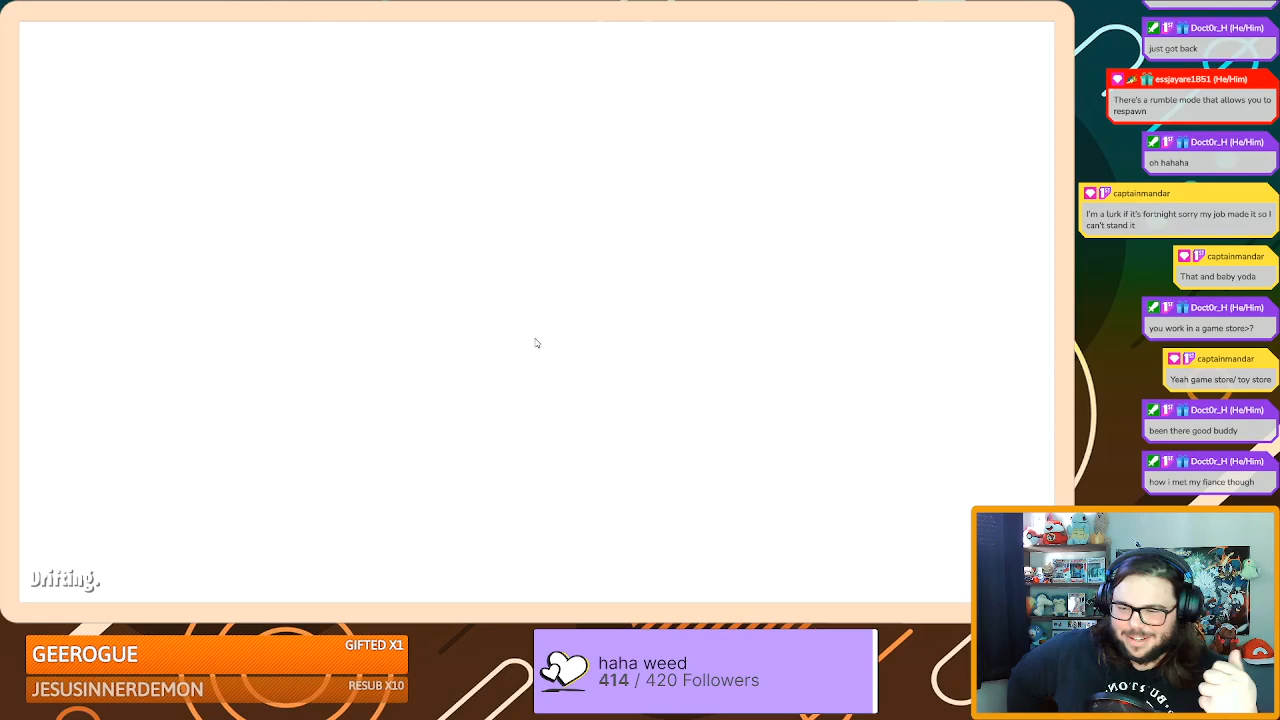 Doct0r_H (He/Him)
just got back
essjayare1851 (He/Him)
There's a rumble mode that allows you to
respawn
Doct0r_H (He/Him)
oh hahaha
captainmandar
I'm a lurk if it's fortnight sorry my job made it so I
can't stand it
captainmandar
That and baby yoda
Doct0r_H (He/Him)
you work in a game store>?
captainmandar
Yeah game store/ toy store
Doct0r_H (He/Him)
been there good buddy
Doct0r_H (He/Him)
how i met my fiance though
Drifting.
GEEROGUE
GIFTED X1
JESUSINNERDEMON
RESUB X10
haha weed
414 / 420 Followers